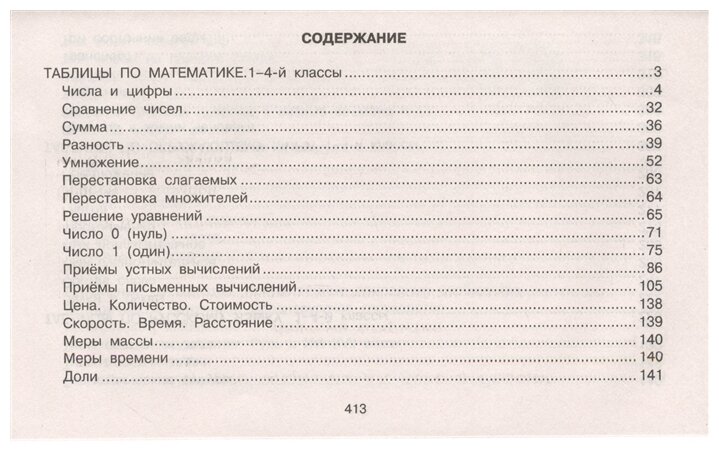 СОДЕРЖАНИЕ
ТАБЛИЦЫ ПО МАТЕМАТИКЕ.1–4-й классы........3
Числа и цифры........4
Сравнение чисел........32
Сумма........36
Разность........39
Умножение........52
Перестановка слагаемых........63
Перестановка множителей........64
Решение уравнений........65
Число 0 (нуль)........71
Число 1 (один)........75
Приёмы устных вычислений........86
Приёмы письменных вычислений........105
Цена. Количество. Стоимость........138
Скорость. Время. Расстояние........139
Меры массы........140
Меры времени........140
Доли........141
413